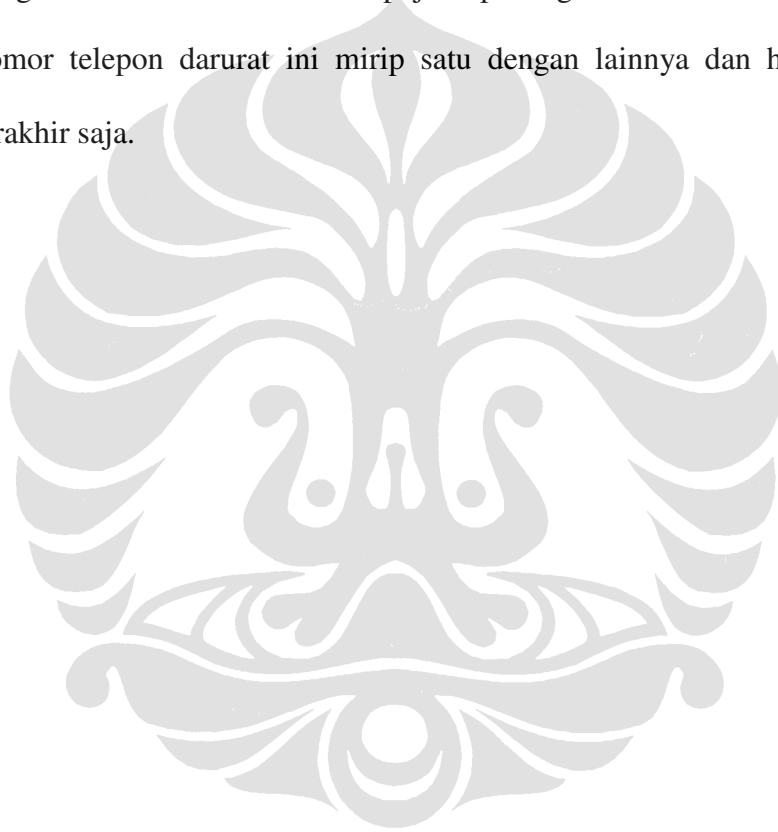 omor telepon darurat ini mirip satu dengan lainnya dan h
rakhir saja.